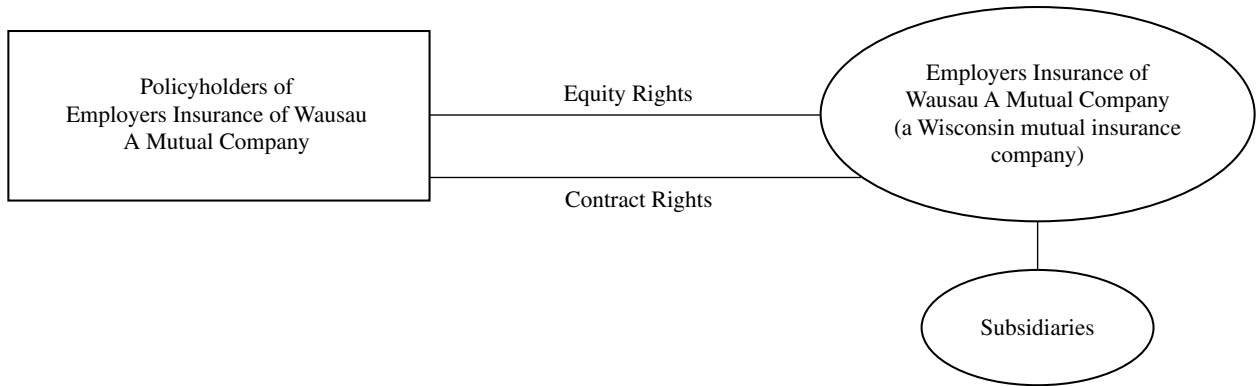 Policyholders of
Employers Insurance of Wausau
A Mutual Company
Equity Rights
Contract Rights
Employers Insurance of
Wausau A Mutual Company
(a Wisconsin mutual insurance
company)
Subsidiaries